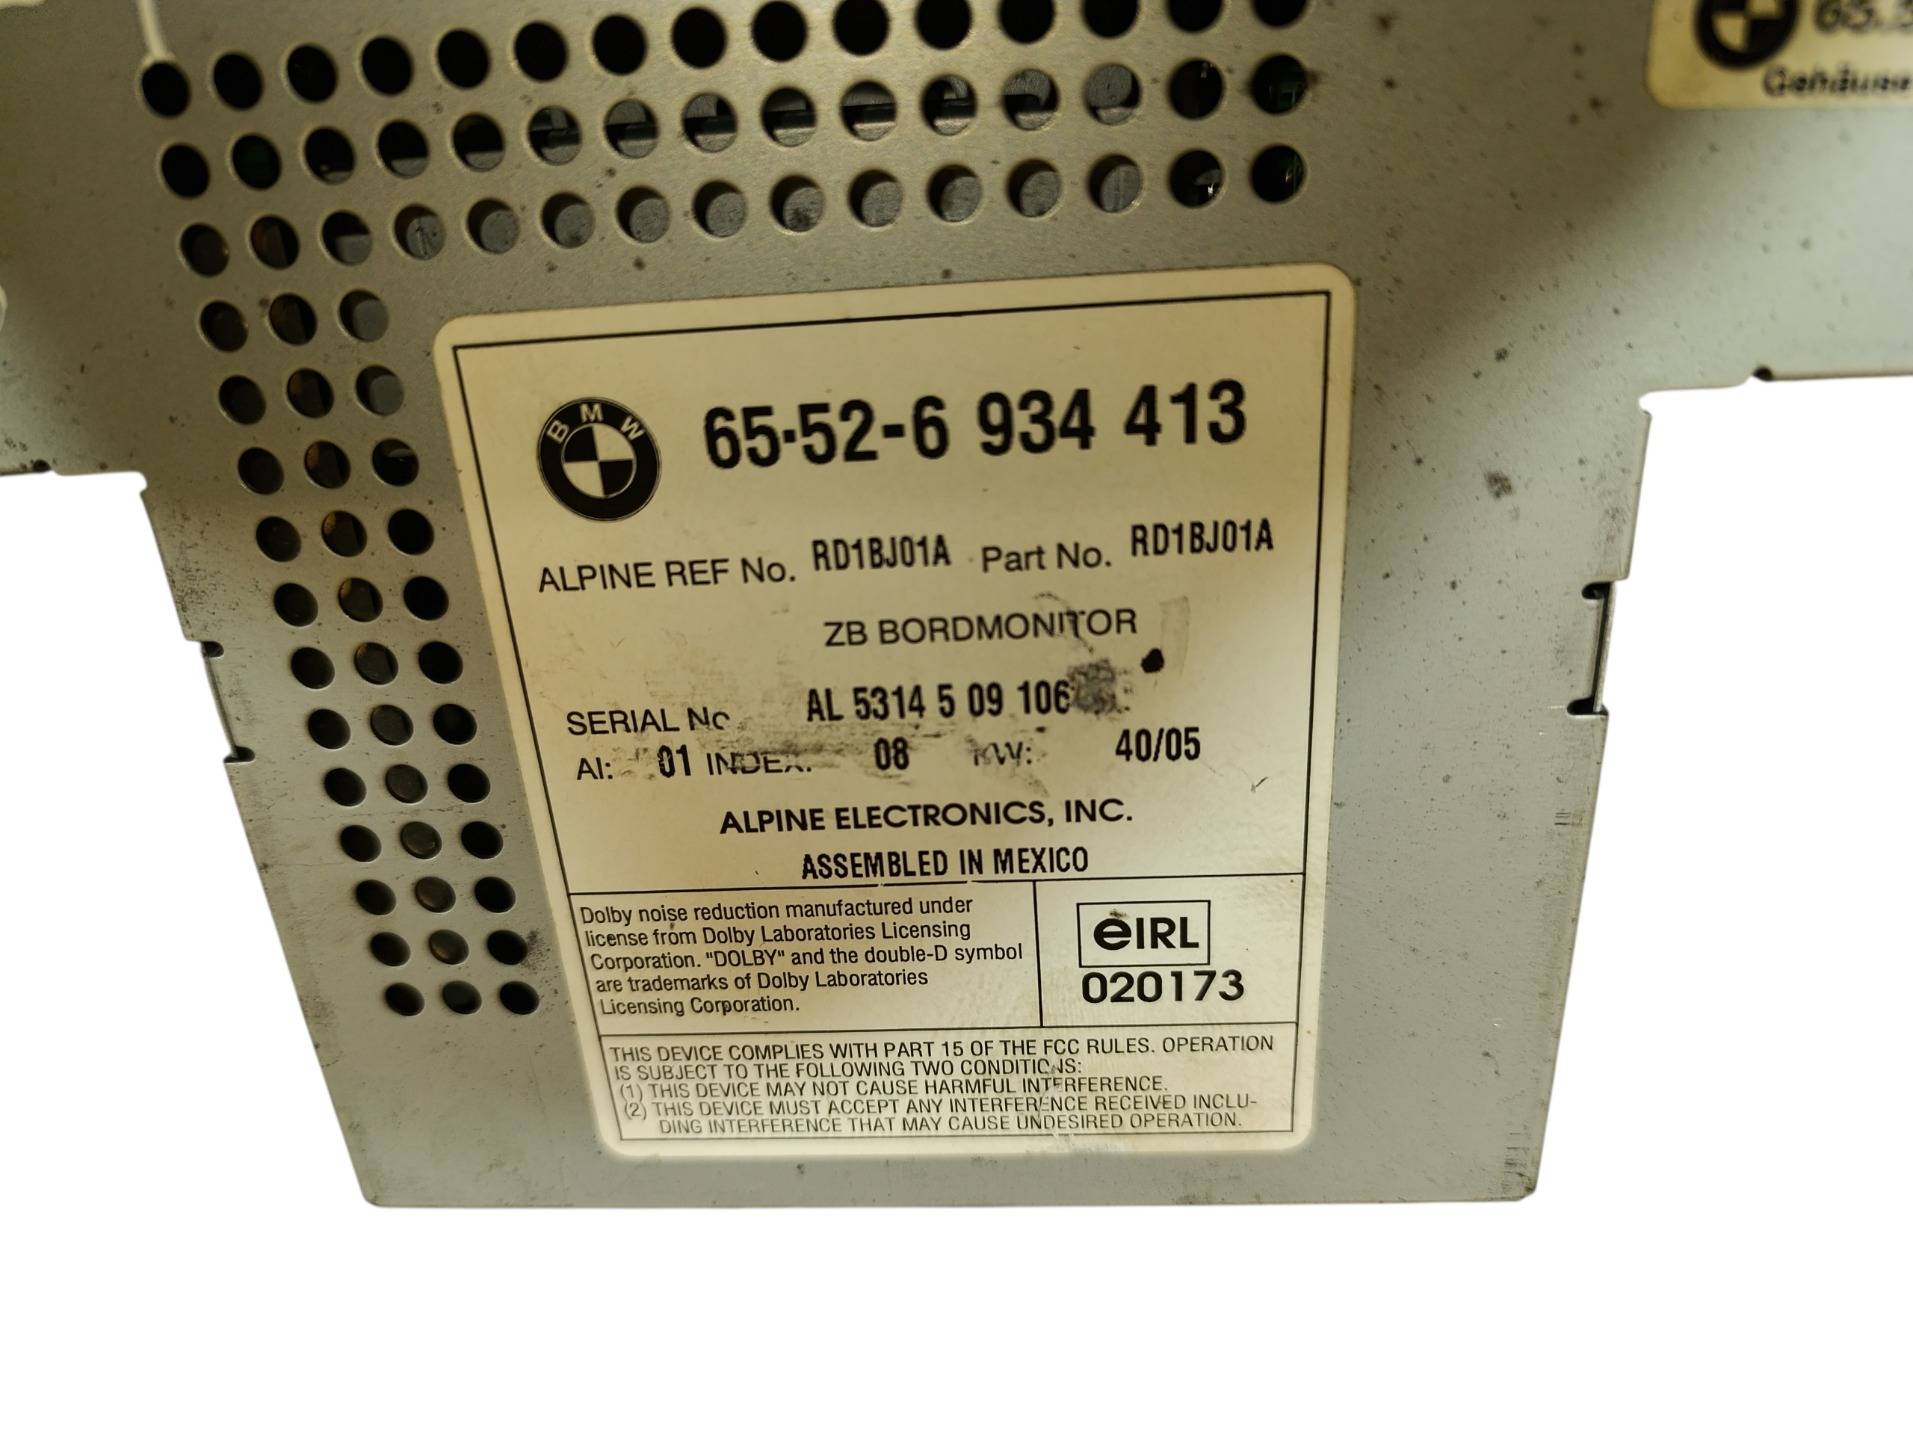 Gehäuse
BMW
65·52-6 934 413
ALPINE REF No. RD1BJ01A Part No. RD1BJ01A
ZB BORDMONITOR
SERIAL No AL 5314 5 09 106
AI: 01 INDEX: 08 KW: 40/05
ALPINE ELECTRONICS, INC.
ASSEMBLED IN MEXICO
Dolby noise reduction manufactured under
license from Dolby Laboratories Licensing
Corporation. "DOLBY" and the double-D symbol
are trademarks of Dolby Laboratories
Licensing Corporation.
eIRL
020173
THIS DEVICE COMPLIES WITH PART 15 OF THE FCC RULES. OPERATION
IS SUBJECT TO THE FOLLOWING TWO CONDITIONS:
(1) THIS DEVICE MAY NOT CAUSE HARMFUL INTERFERENCE.
(2) THIS DEVICE MUST ACCEPT ANY INTERFERENCE RECEIVED INCLU-
DING INTERFERENCE THAT MAY CAUSE UNDESIRED OPERATION.